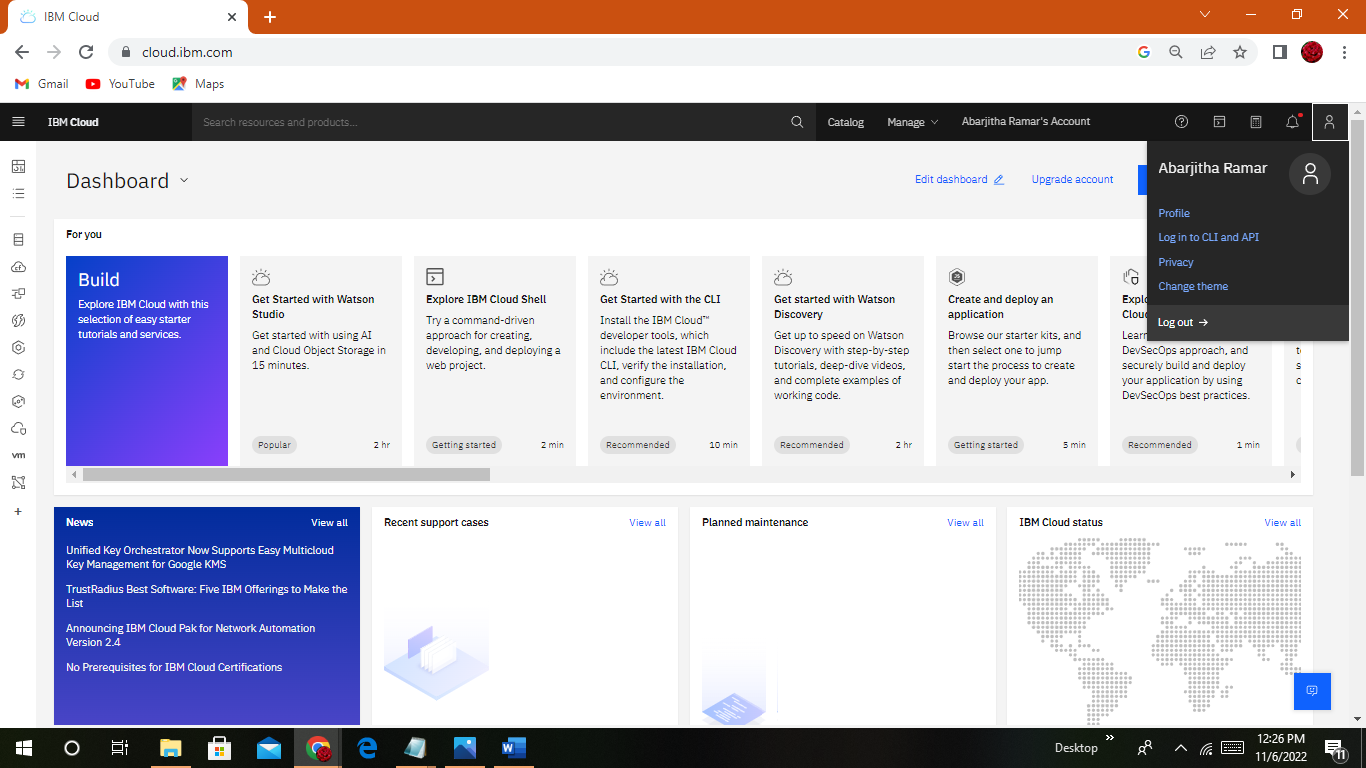 IBM Cloud
cloud.ibm.com
Gmail
YouTube
Maps
IBM Cloud
Search resources and products...
Catalog
Manage
Abarjitha Ramar's Account
Abarjitha Ramar
Profile
Log in to CLI and API
Privacy
Change theme
Log out →
Dashboard
Edit dashboard
Upgrade account
For you
Build
Explore IBM Cloud with this
selection of easy starter
tutorials and services.
Get Started with Watson
Studio
Get started with using AI
and Cloud Object Storage in
15 minutes.
Popular
2 hr
Explore IBM Cloud Shell
Try a command-driven
approach for creating,
developing, and deploying a
web project.
Getting started
2 min
Get Started with the CLI
Install the IBM Cloud™
developer tools, which
include the latest IBM Cloud
CLI, verify the installation,
and configure the
environment.
Recommended
10 min
Get started with Watson
Discovery
Get up to speed on Watson
Discovery with step-by-step
tutorials, deep-dive videos,
and complete examples of
working code.
Recommended
2 hr
Create and deploy an
application
Browse our starter kits, and
then select one to jump
start the process to create
and deploy your app.
Getting started
5 min
DevSecOps approach, and
securely build and deploy
your application by using
DevSecOps best practices.
Recommended
1 min
vm
News
View all
Unified Key Orchestrator Now Supports Easy Multicloud
Key Management for Google KMS
TrustRadius Best Software: Five IBM Offerings to Make the
List
Announcing IBM Cloud Pak for Network Automation
Version 2.4
No Prerequisites for IBM Cloud Certifications
Recent support cases
View all
Planned maintenance
View all
IBM Cloud status
View all
Desktop
12:26 PM
11/6/2022
11